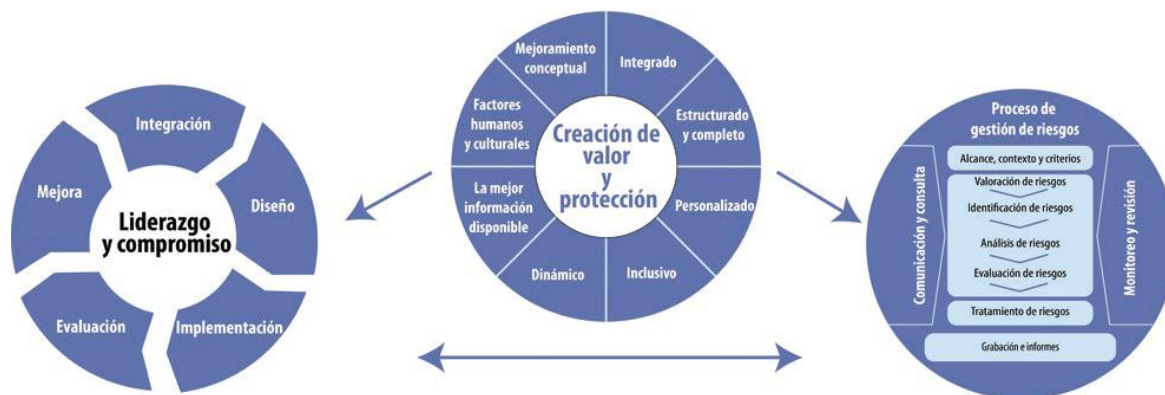 Integración
Diseño
Implementación
Evaluación
Mejora
Liderazgo
y compromiso
Mejoramiento
conceptual
Integrado
Estructurado
y completo
Personalizado
Inclusivo
Dinámico
La mejor
información
disponible
Factores
humanos
y culturales
Creación de
valor
y
protección
Proceso de
gestión de riesgos
Comunicación y consulta
Alcance, contexto y criterios
Valoración de riesgos
Identificación de riesgos
Análisis de riesgos
Evaluación de riesgos
Tratamiento de riesgos
Monitoreo y revisión
Grabación e informes